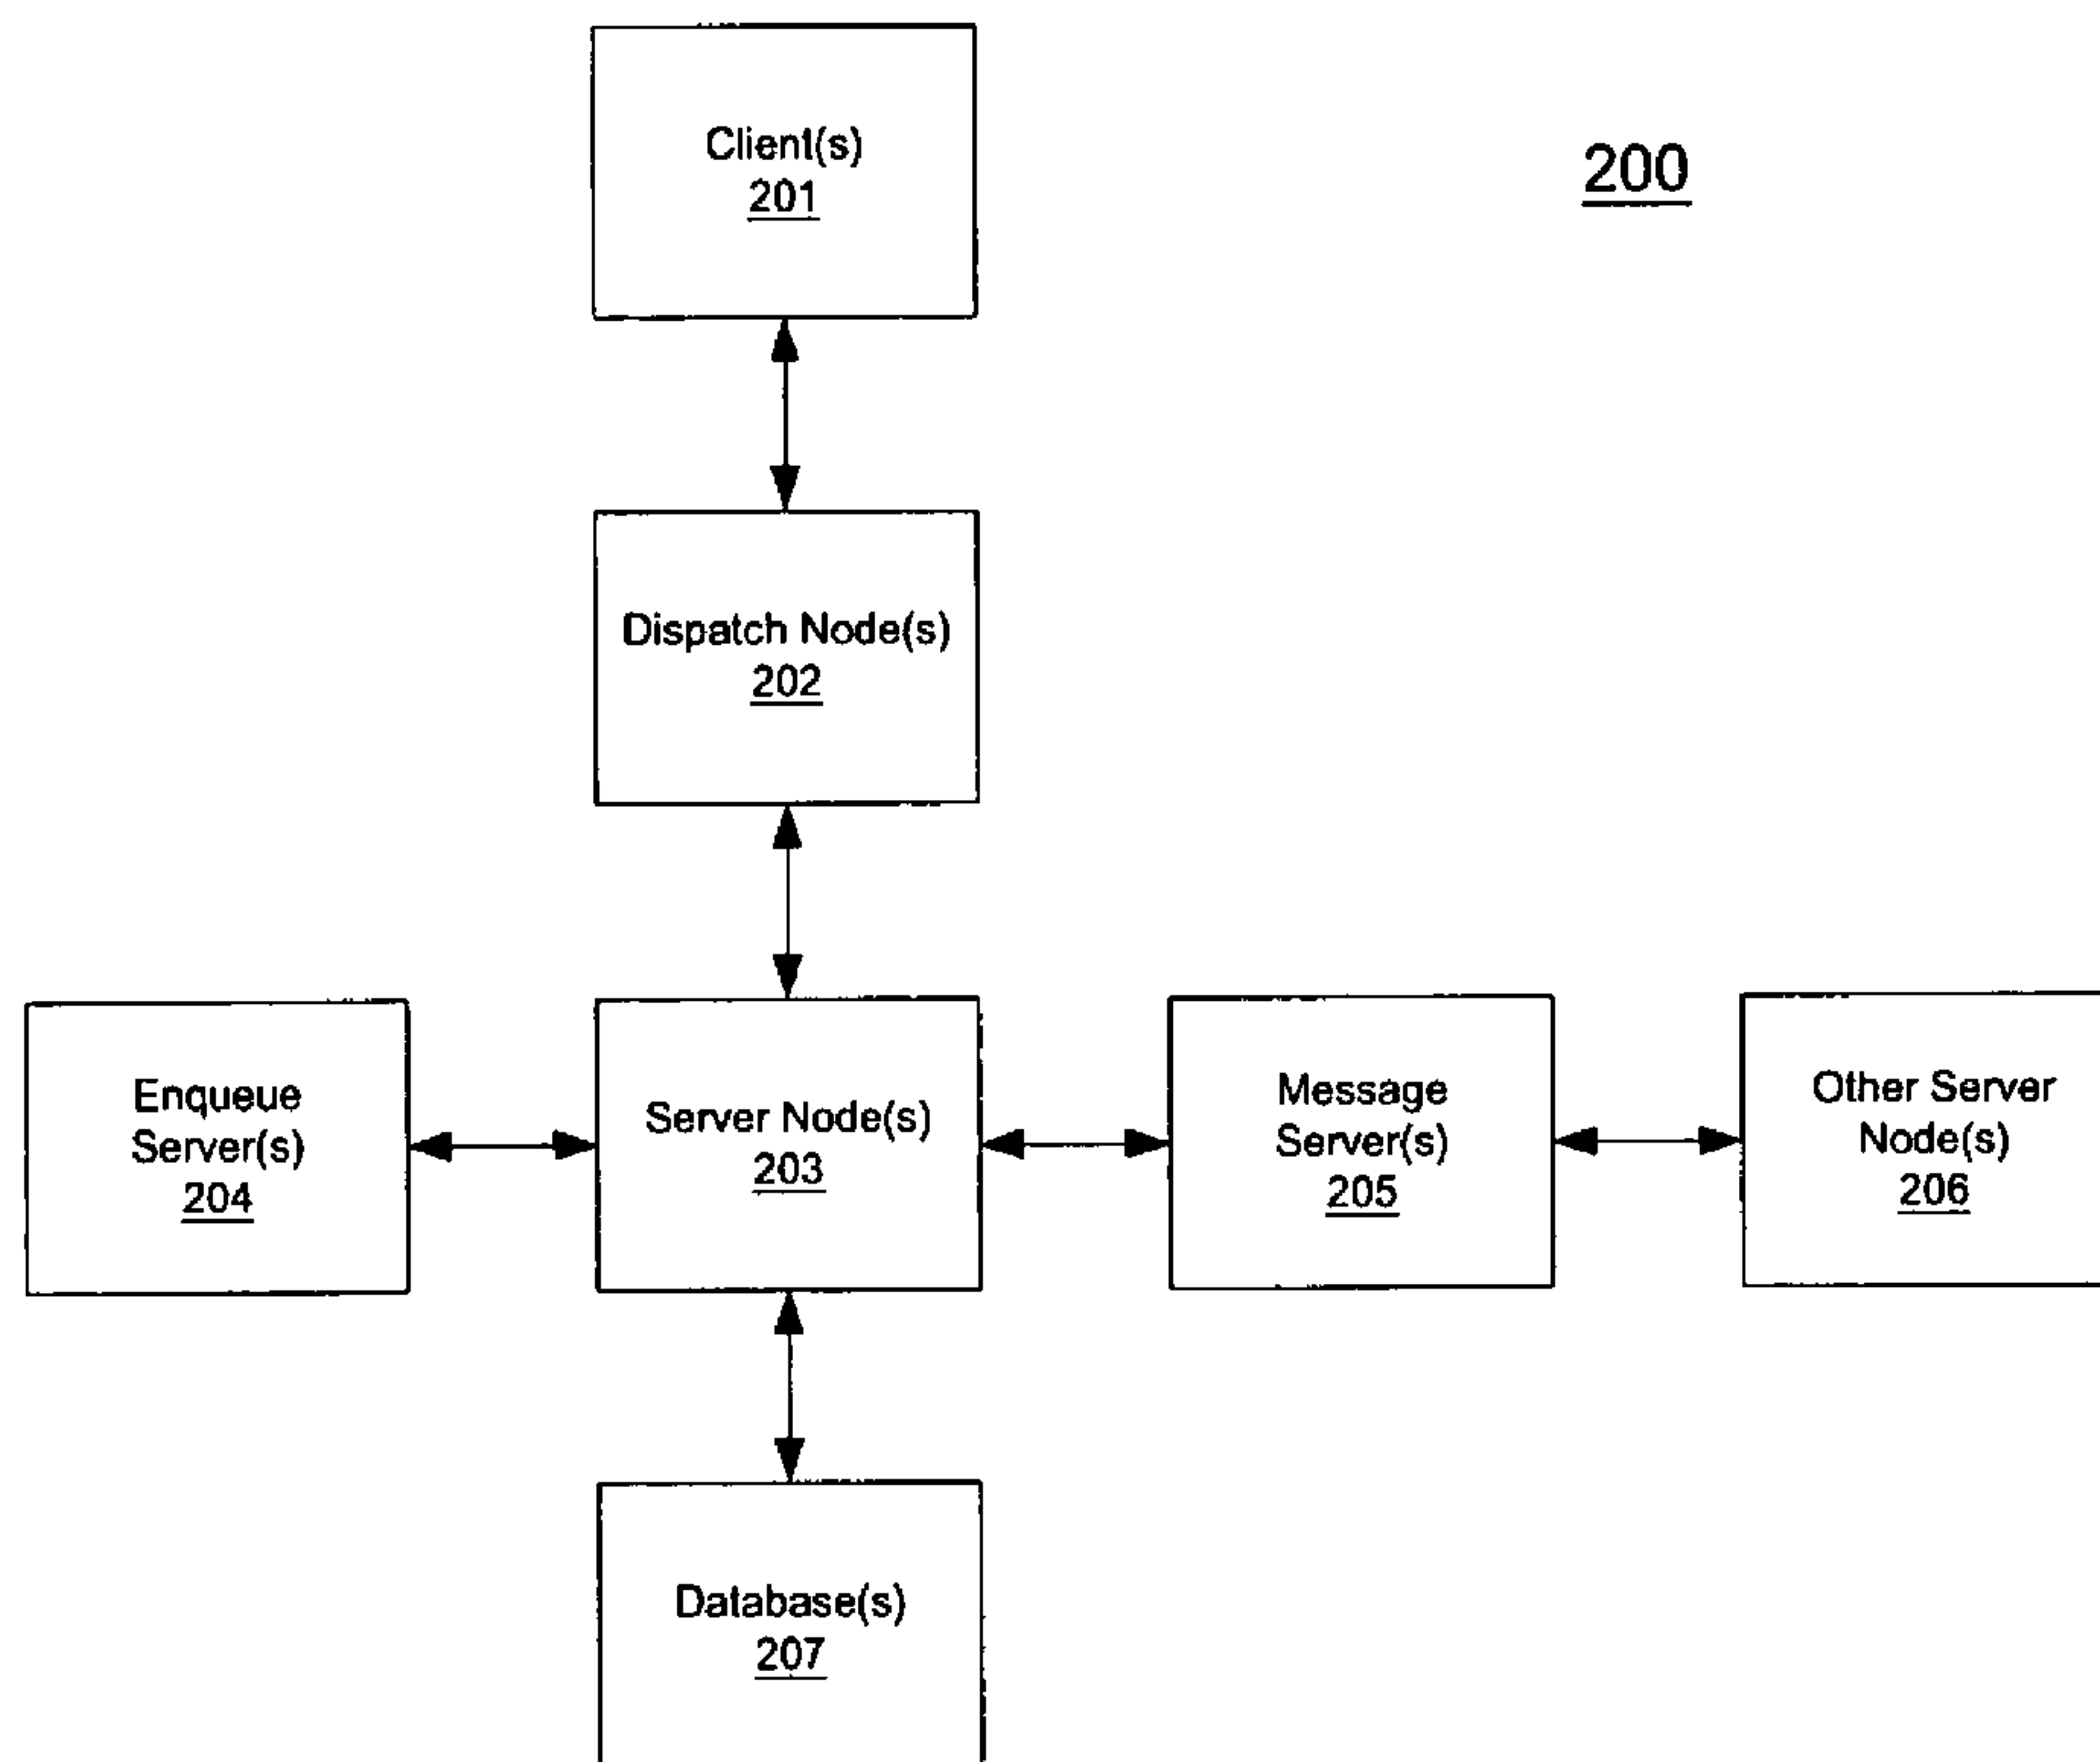 Client(s)
201
200
Dispatch Node(s)
202
Enqueue
Server(s)
204
Server Node(s)
203
Message
Server(s)
205
Other Server
Node(s)
206
Database(s)
207